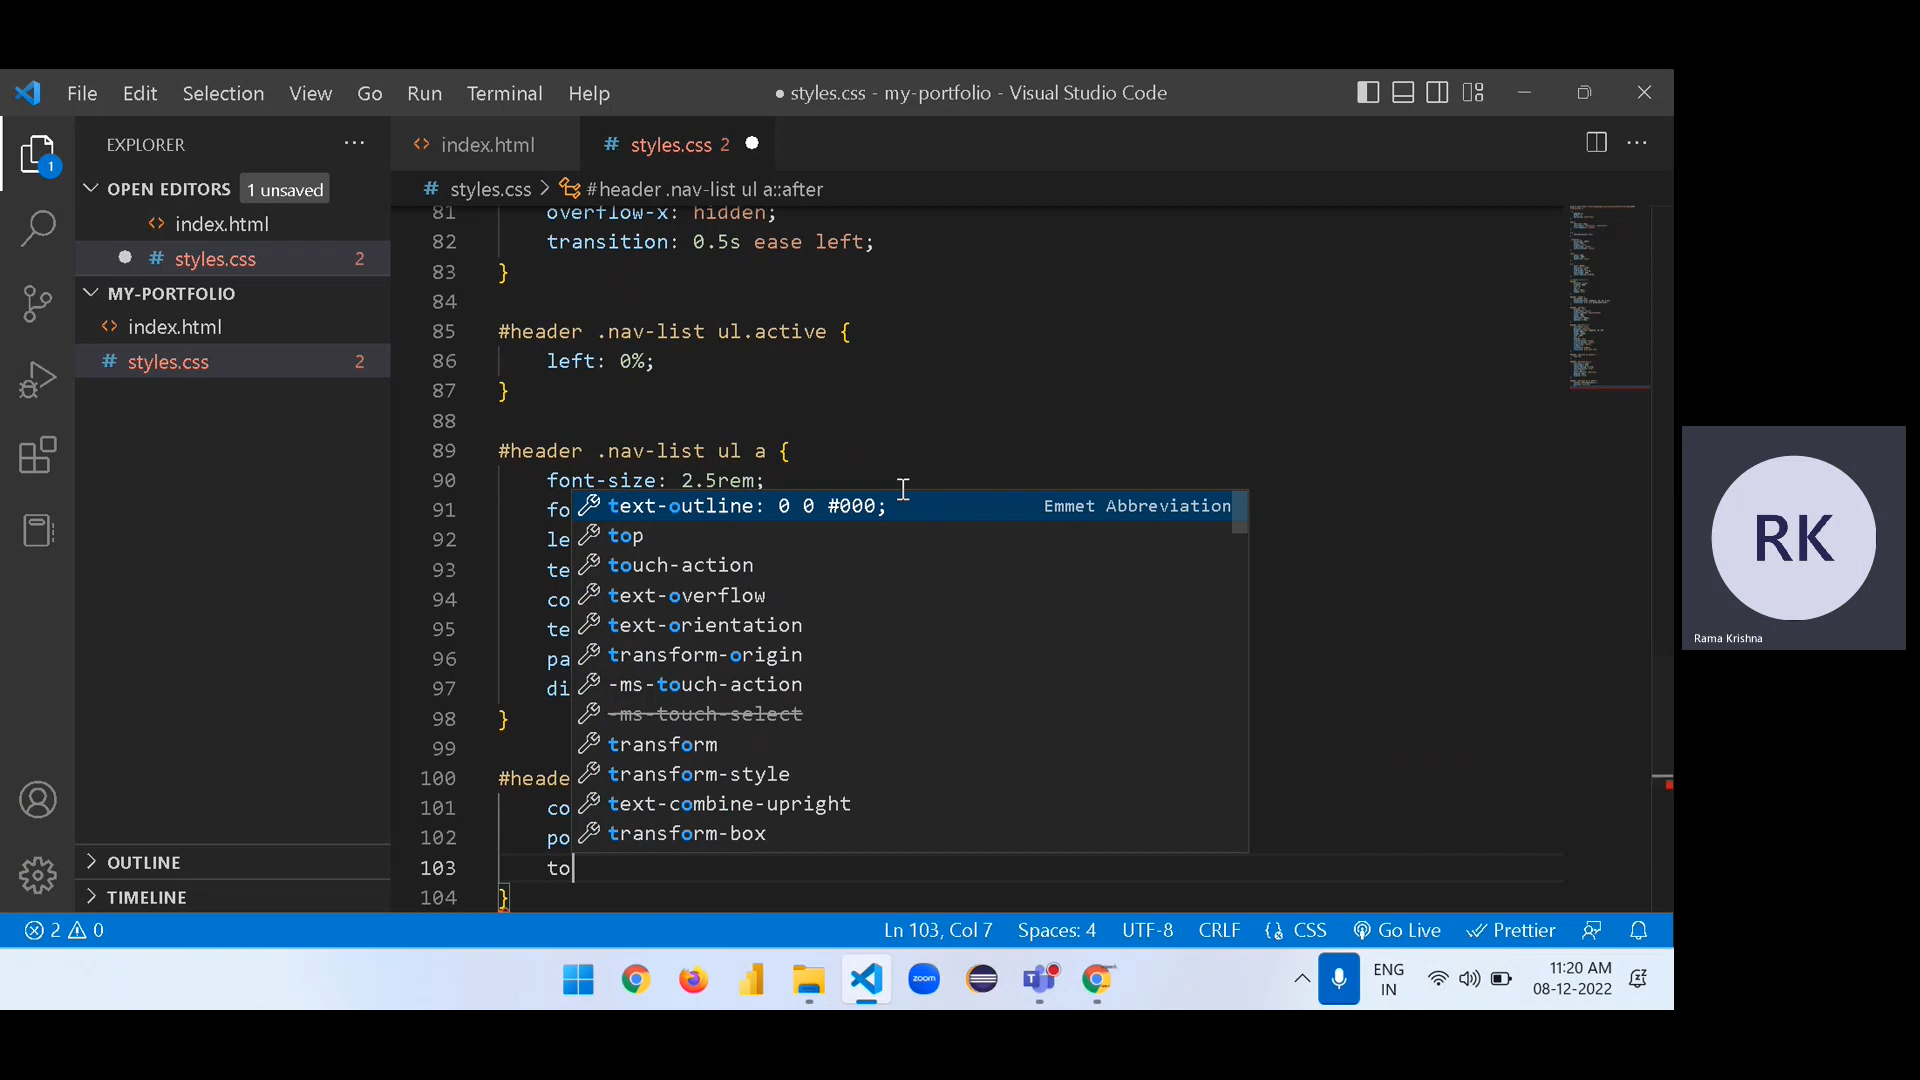 File Edit Selection View Go Run Terminal Help
● styles.css - my-portfolio - Visual Studio Code
EXPLORER
OPEN EDITORS 1 unsaved
index.html
# styles.css 2
MY-PORTFOLIO
index.html
# styles.css 2
OUTLINE
TIMELINE
index.html
# styles.css 2
# styles.css > #header .nav-list ul a::after
81 overflow-x: hidden;
82 transition: 0.5s ease left;
83 }
84
85 #header .nav-list ul.active {
86 left: 0%;
87 }
88
89 #header .nav-list ul a {
90 font-size: 2.5rem;
91 fo
92 le
93 te
94 co
95 te
96 pa
97 di
98 }
99
100 #heade
101 co
102 po
103 to
104 }
text-outline: 0 0 #000; Emmet Abbreviation
top
touch-action
text-overflow
text-orientation
transform-origin
-ms-touch-action
-ms-touch-select
transform
transform-style
text-combine-upright
transform-box
2 0
Ln 103, Col 7 Spaces: 4 UTF-8 CRLF CSS Go Live Prettier
zoom
ENG
IN
11:20 AM
08-12-2022
RK
Rama Krishna
1